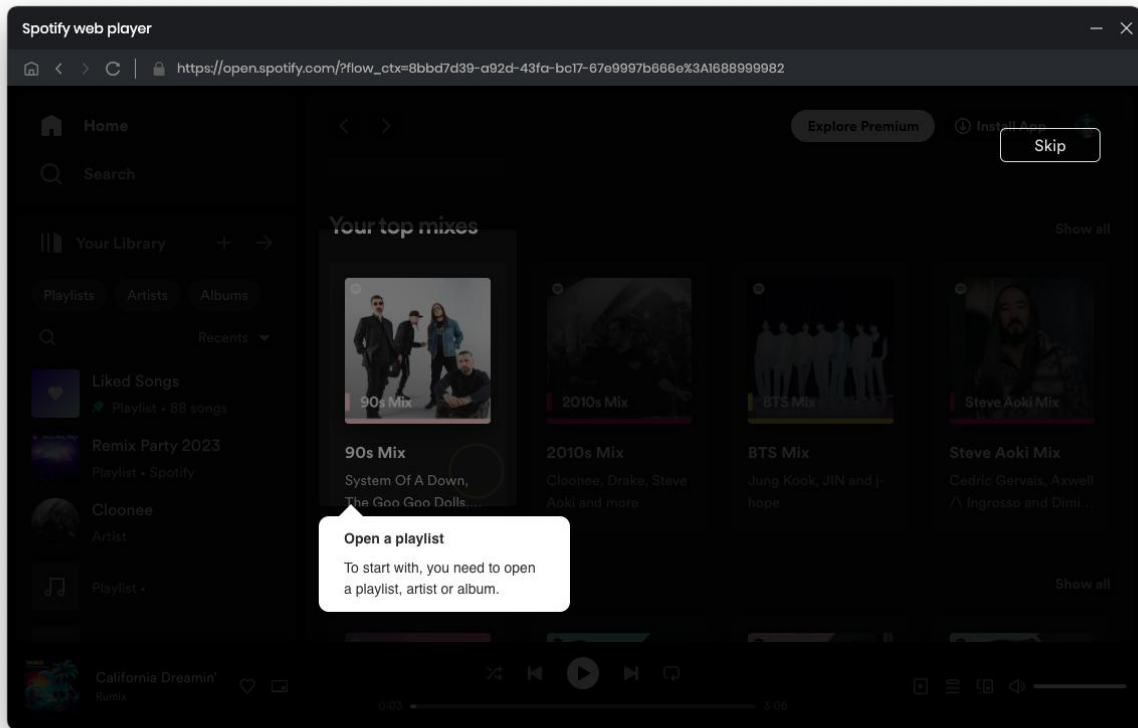 Spotify web player
https://open.spotify.com/?flow_ctx=8bbd7d39-a92d-43fa-bc17-67e9997b666e%3A1688999982
Home
Search
Explore Premium
Install App
Skip
Your Library
Playlists
Artists
Albums
Recents
Liked Songs
Playlist • 88 songs
Remix Party 2023
Playlist • Spotify
Cloonee
Artist
Playlist •
Your top mixes
Show all
90s Mix
2010s Mix
BTS Mix
Steve Aoki Mix
90s Mix
System Of A Down,
The Goo Goo Dolls,...
2010s Mix
Cloonee, Drake, Steve
Aoki and more
BTS Mix
Jung Kook, JIN and j-
hope
Steve Aoki Mix
Cedric Gervais, Axwell
/\ Ingrosso and Dimi...
Open a playlist
To start with, you need to open
a playlist, artist or album.
Show all
California Dreamin'
Rumix
0:03
3:06